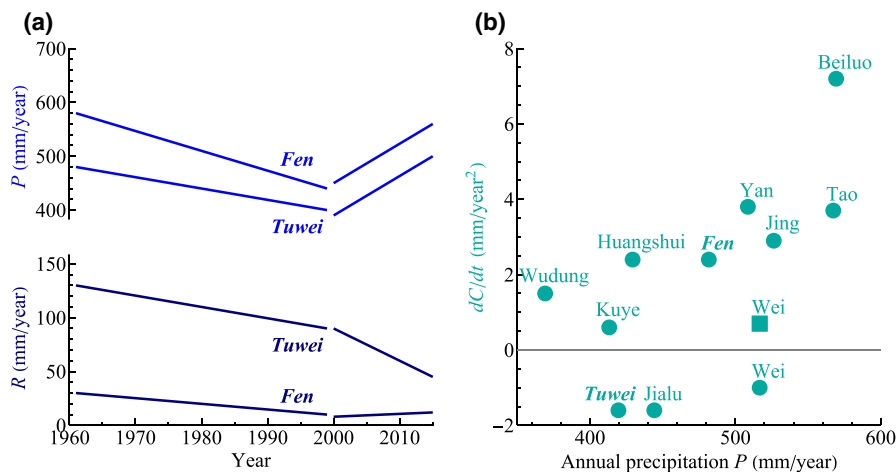 (a)
700
600
500
400
P (mm/year)
Fen
Tuwei
150
100
50
0
R (mm/year)
Tuwei
Fen
1960 1970 1980 1990 2000 2010
Year
(b)
8
6
4
2
0
−2
dC/dt (mm/year²)
Beiluo
Yan
Tao
Jing
Huangshui
Fen
Wudung
Kuye
Wei
Wei
Tuwei
Jialu
400 500 600
Annual precipitation P (mm/year)